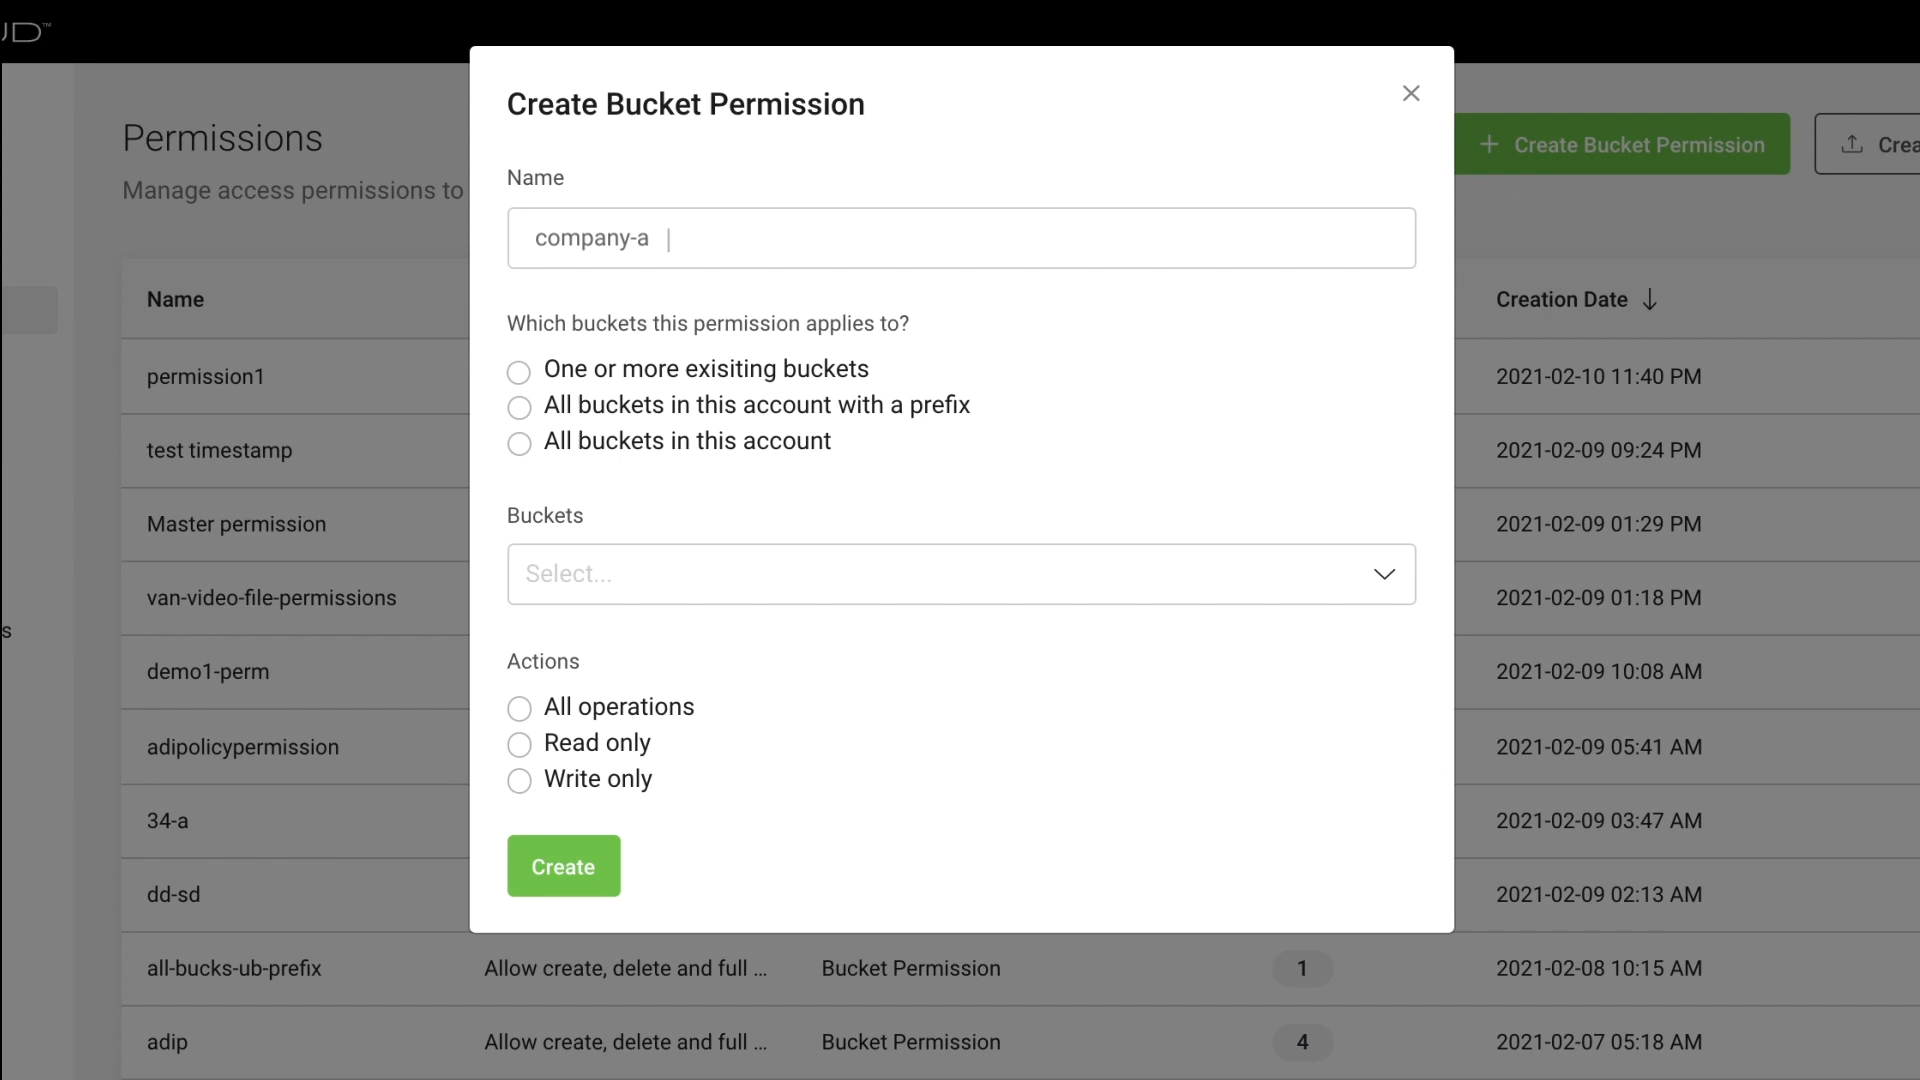 UD™
Create Bucket Permission
Permissions
Manage access permissions to
+ Create Bucket Permission
Name
company-a
Name
Creation Date ↓
Which buckets this permission applies to?
One or more exisiting buckets
permission1
2021-02-10 11:40 PM
All buckets in this account with a prefix
All buckets in this account
test timestamp
2021-02-09 09:24 PM
Buckets
Master permission
2021-02-09 01:29 PM
Select...
van-video-file-permissions
2021-02-09 01:18 PM
s
Actions
demo1-perm
2021-02-09 10:08 AM
All operations
Read only
adipolicypermission
2021-02-09 05:41 AM
Write only
34-a
2021-02-09 03:47 AM
Create
dd-sd
2021-02-09 02:13 AM
all-bucks-ub-prefix Allow create, delete and full ... Bucket Permission 1 2021-02-08 10:15 AM
adip Allow create, delete and full ... Bucket Permission 4 2021-02-07 05:18 AM